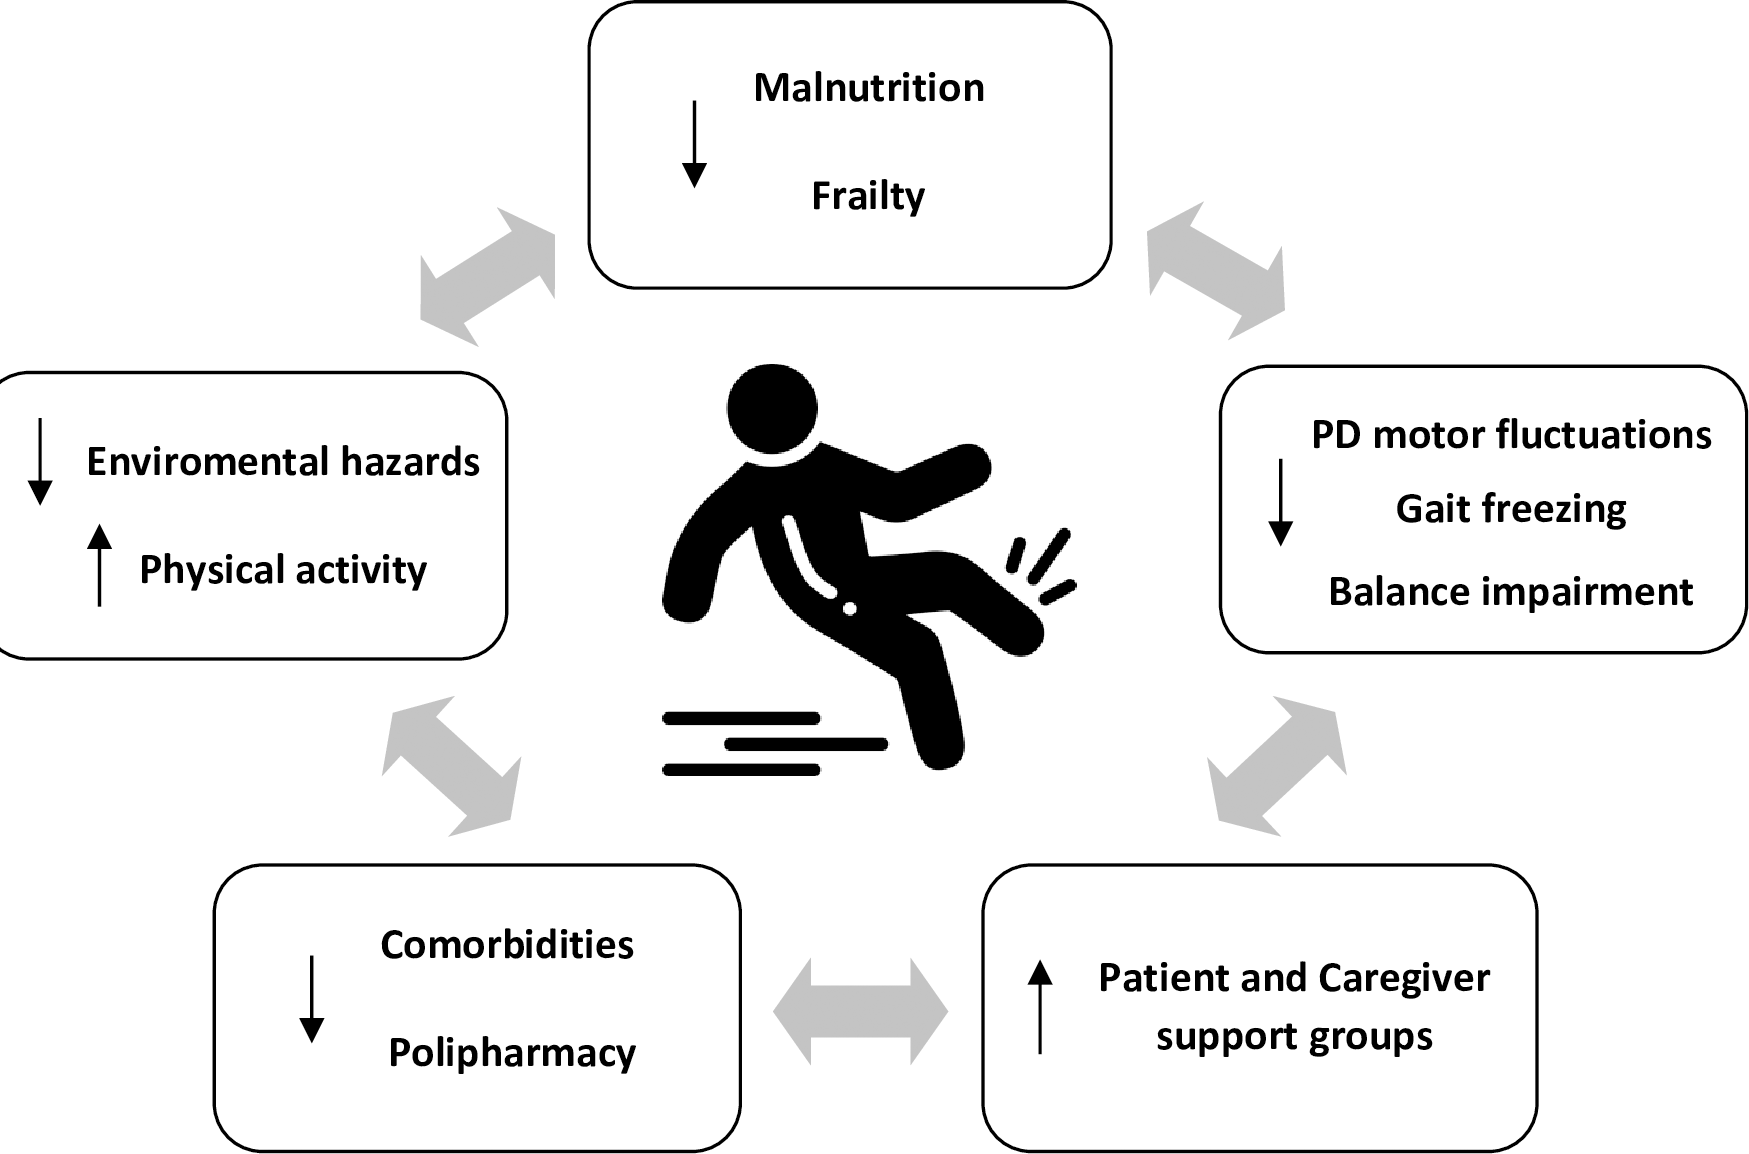 Malnutrition
Frailty
Enviromental hazards
Physical activity
PD motor fluctuations
Gait freezing
Balance impairment
Comorbidities
Polipharmacy
Patient and Caregiver
support groups